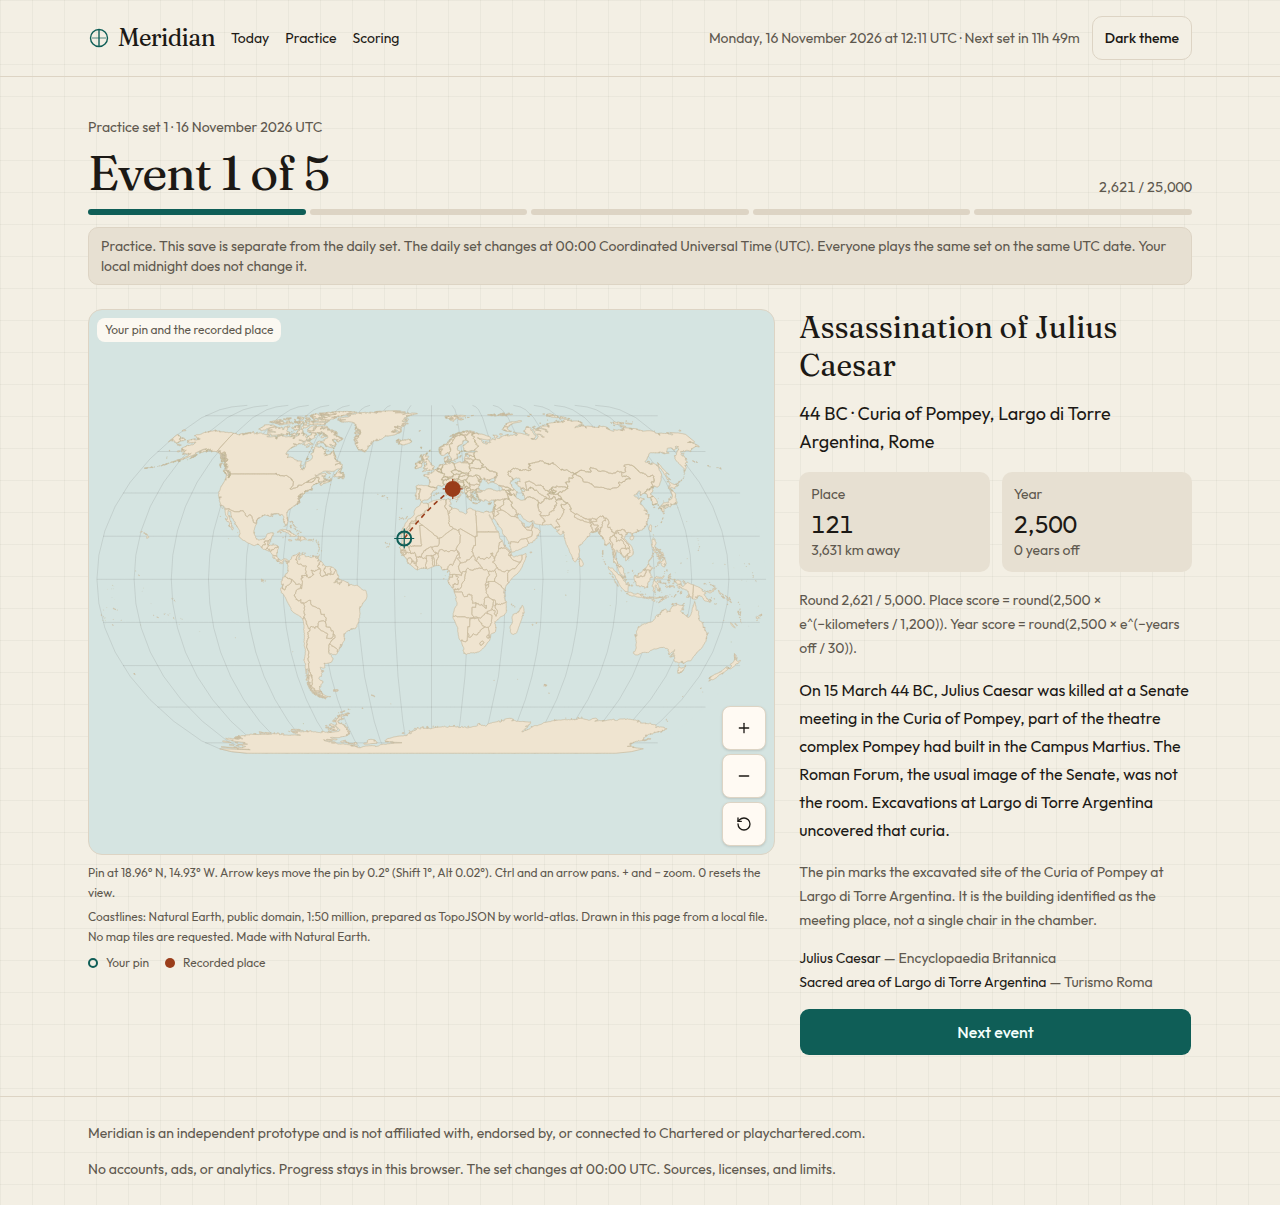 Meridian Today Practice Scoring
Monday, 16 November 2026 at 12:11 UTC · Next set in 11h 49m
Dark theme
Practice set 1 · 16 November 2026 UTC
Event 1 of 5
2,621 / 25,000
Practice. This save is separate from the daily set. The daily set changes at 00:00 Coordinated Universal Time (UTC). Everyone plays the same set on the same UTC date. Your
local midnight does not change it.
Your pin and the recorded place
+
−
Pin at 18.96° N, 14.93° W. Arrow keys move the pin by 0.2° (Shift 1°, Alt 0.02°). Ctrl and an arrow pans. + and − zoom. 0 resets the
view.
Coastlines: Natural Earth, public domain, 1:50 million, prepared as TopoJSON by world-atlas. Drawn in this page from a local file.
No map tiles are requested. Made with Natural Earth.
Your pin
Recorded place
Assassination of Julius
Caesar
44 BC · Curia of Pompey, Largo di Torre
Argentina, Rome
Place
121
3,631 km away
Year
2,500
0 years off
Round 2,621 / 5,000. Place score = round(2,500 ×
e^(−kilometers / 1,200)). Year score = round(2,500 × e^(−years
off / 30)).
On 15 March 44 BC, Julius Caesar was killed at a Senate
meeting in the Curia of Pompey, part of the theatre
complex Pompey had built in the Campus Martius. The
Roman Forum, the usual image of the Senate, was not
the room. Excavations at Largo di Torre Argentina
uncovered that curia.
The pin marks the excavated site of the Curia of Pompey at
Largo di Torre Argentina. It is the building identified as the
meeting place, not a single chair in the chamber.
Julius Caesar — Encyclopaedia Britannica
Sacred area of Largo di Torre Argentina — Turismo Roma
Next event
Meridian is an independent prototype and is not affiliated with, endorsed by, or connected to Chartered or playchartered.com.
No accounts, ads, or analytics. Progress stays in this browser. The set changes at 00:00 UTC. Sources, licenses, and limits.